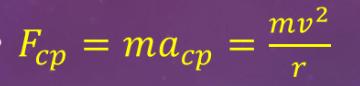 • F_cp = ma_cp = mv²/r